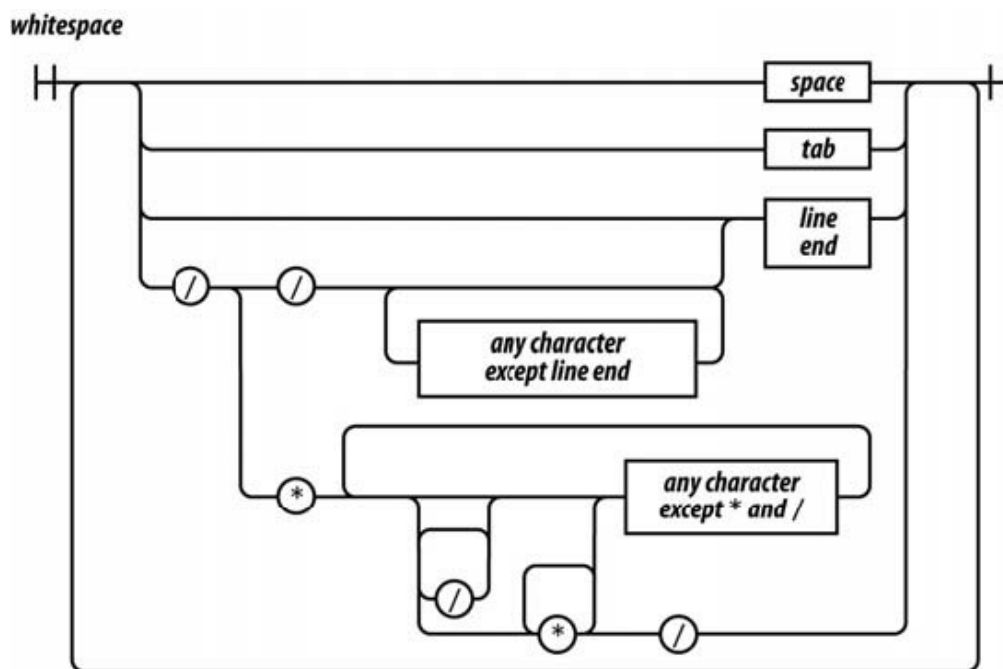 whitespace
space
tab
line
end
/ /
any character
except line end
*
any character
except * and /
/
* /